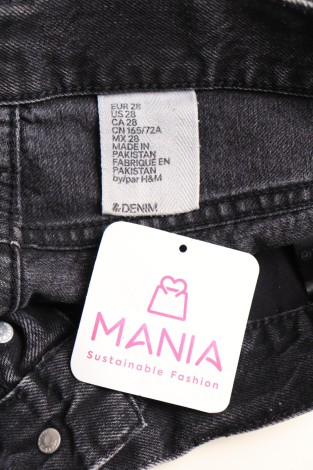 EUR 28
US 28
CA 28
CN 165/72A
MX 28
MADE IN
PAKISTAN
FABRIQUÉ EN
PAKISTAN
by/par H&M
&DENIM
MANIA
Sustainable Fashion